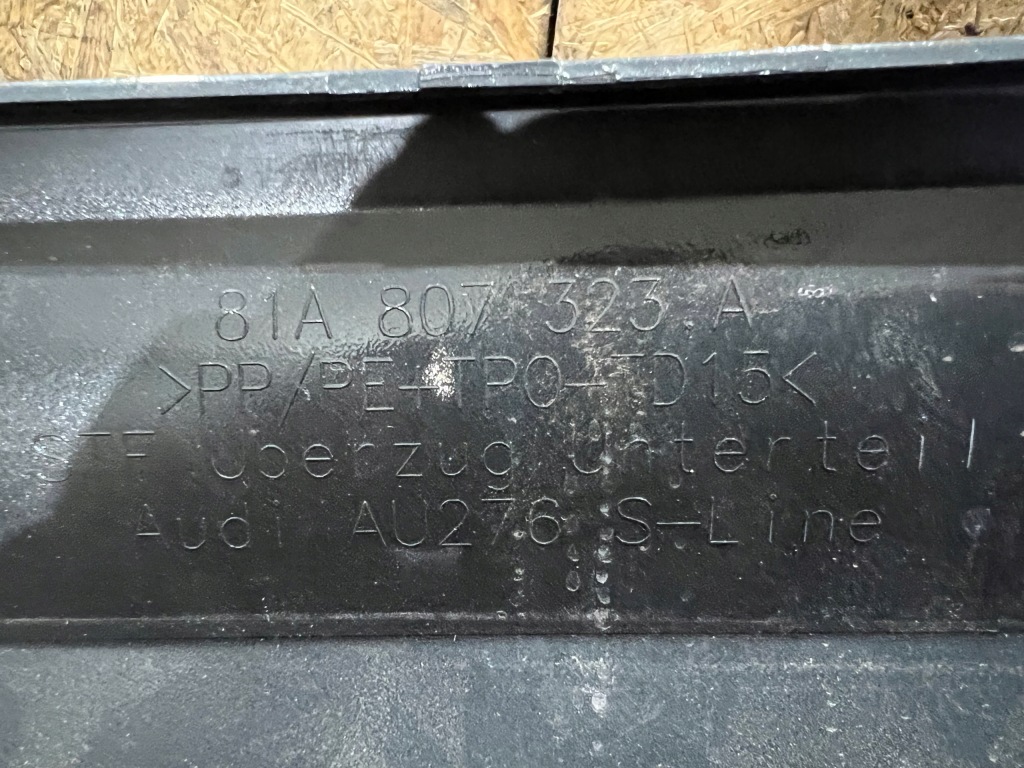 81A 807 323 A
>PP/PE+TPO-TD15<
STF Überzug Unterteil
Audi AU276 S-Line